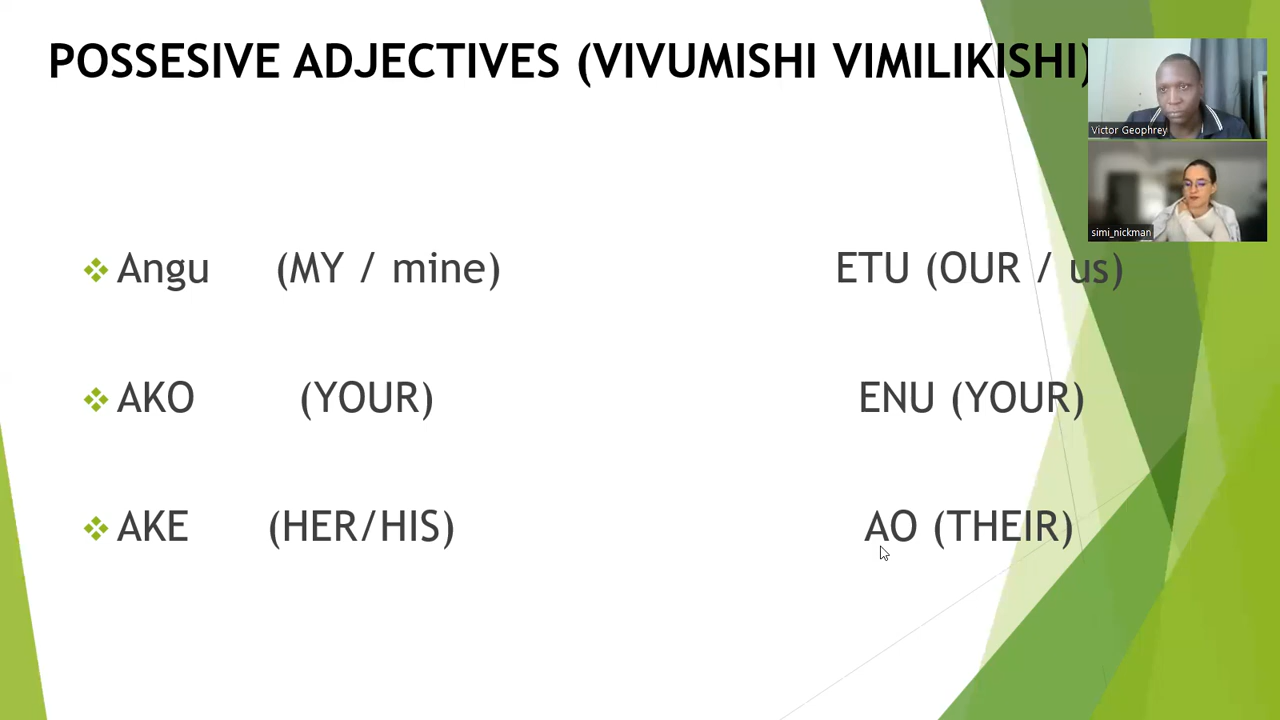 POSSESIVE ADJECTIVES (VIVUMISHI VIMILIKISHI)
Victor Geophrey
simi_nickman
Angu (MY / mine) ETU (OUR / us)
AKO (YOUR) ENU (YOUR)
AKE (HER/HIS) AO (THEIR)